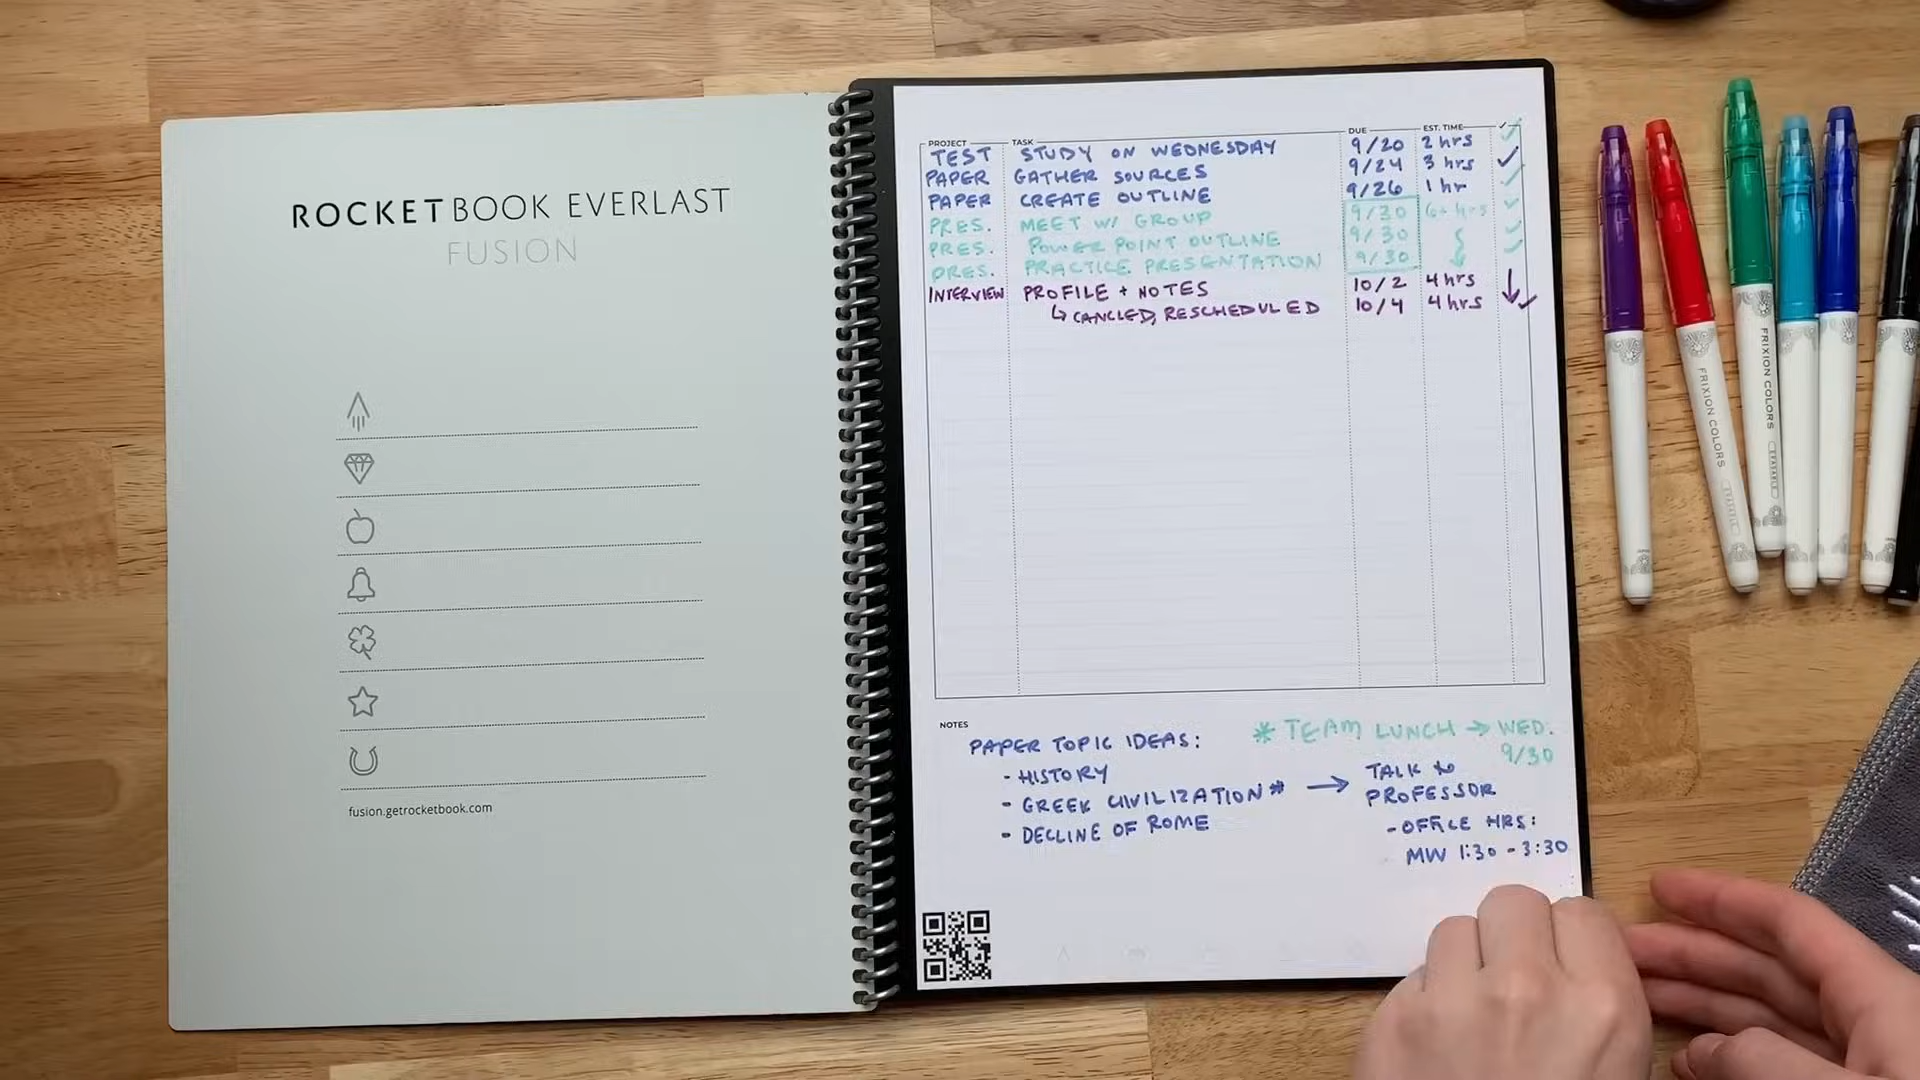 ROCKETBOOK EVERLAST
FUSION
fusion.getrocketbook.com
PROJECT TASK DUE EST. TIME ✓
TEST STUDY ON WEDNESDAY 9/20 2 hrs ✓
PAPER GATHER SOURCES 9/24 3 hrs ✓
PAPER CREATE OUTLINE 9/26 1 hr ✓
PRES. MEET W/ GROUP 9/30 6+ hrs ✓
PRES. POWER POINT OUTLINE 9/30 ✓
PRES. PRACTICE PRESENTATION 9/30 ✓
INTERVIEW PROFILE + NOTES 10/2 4 hrs ↓
↳ CANCLED, RESCHEDULED 10/4 4 hrs ✓
NOTES
PAPER TOPIC IDEAS:
- HISTORY
- GREEK CIVILIZATION * →
- DECLINE OF ROME
* TEAM LUNCH → WED.
9/30
TALK to
PROFESSOR
- OFFICE HRS:
MW 1:30 - 3:30
FRIXION COLORS
FRIXION COLORS
ERASABLE